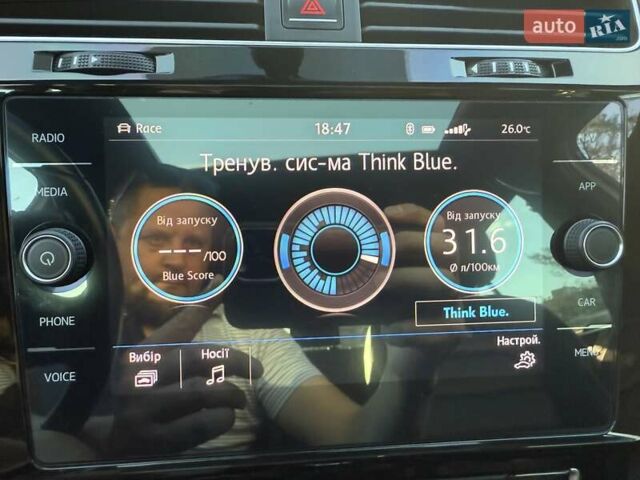 auto RIA.com
RADIO
MEDIA
PHONE
VOICE
Race 18:47 26.0°C
Тренув. сис-ма Think Blue.
Від запуску
---/100
Blue Score
Від запуску
31.6
Ø л/100км
Think Blue.
Вибір Носії Настрой.
APP
CAR
MENU